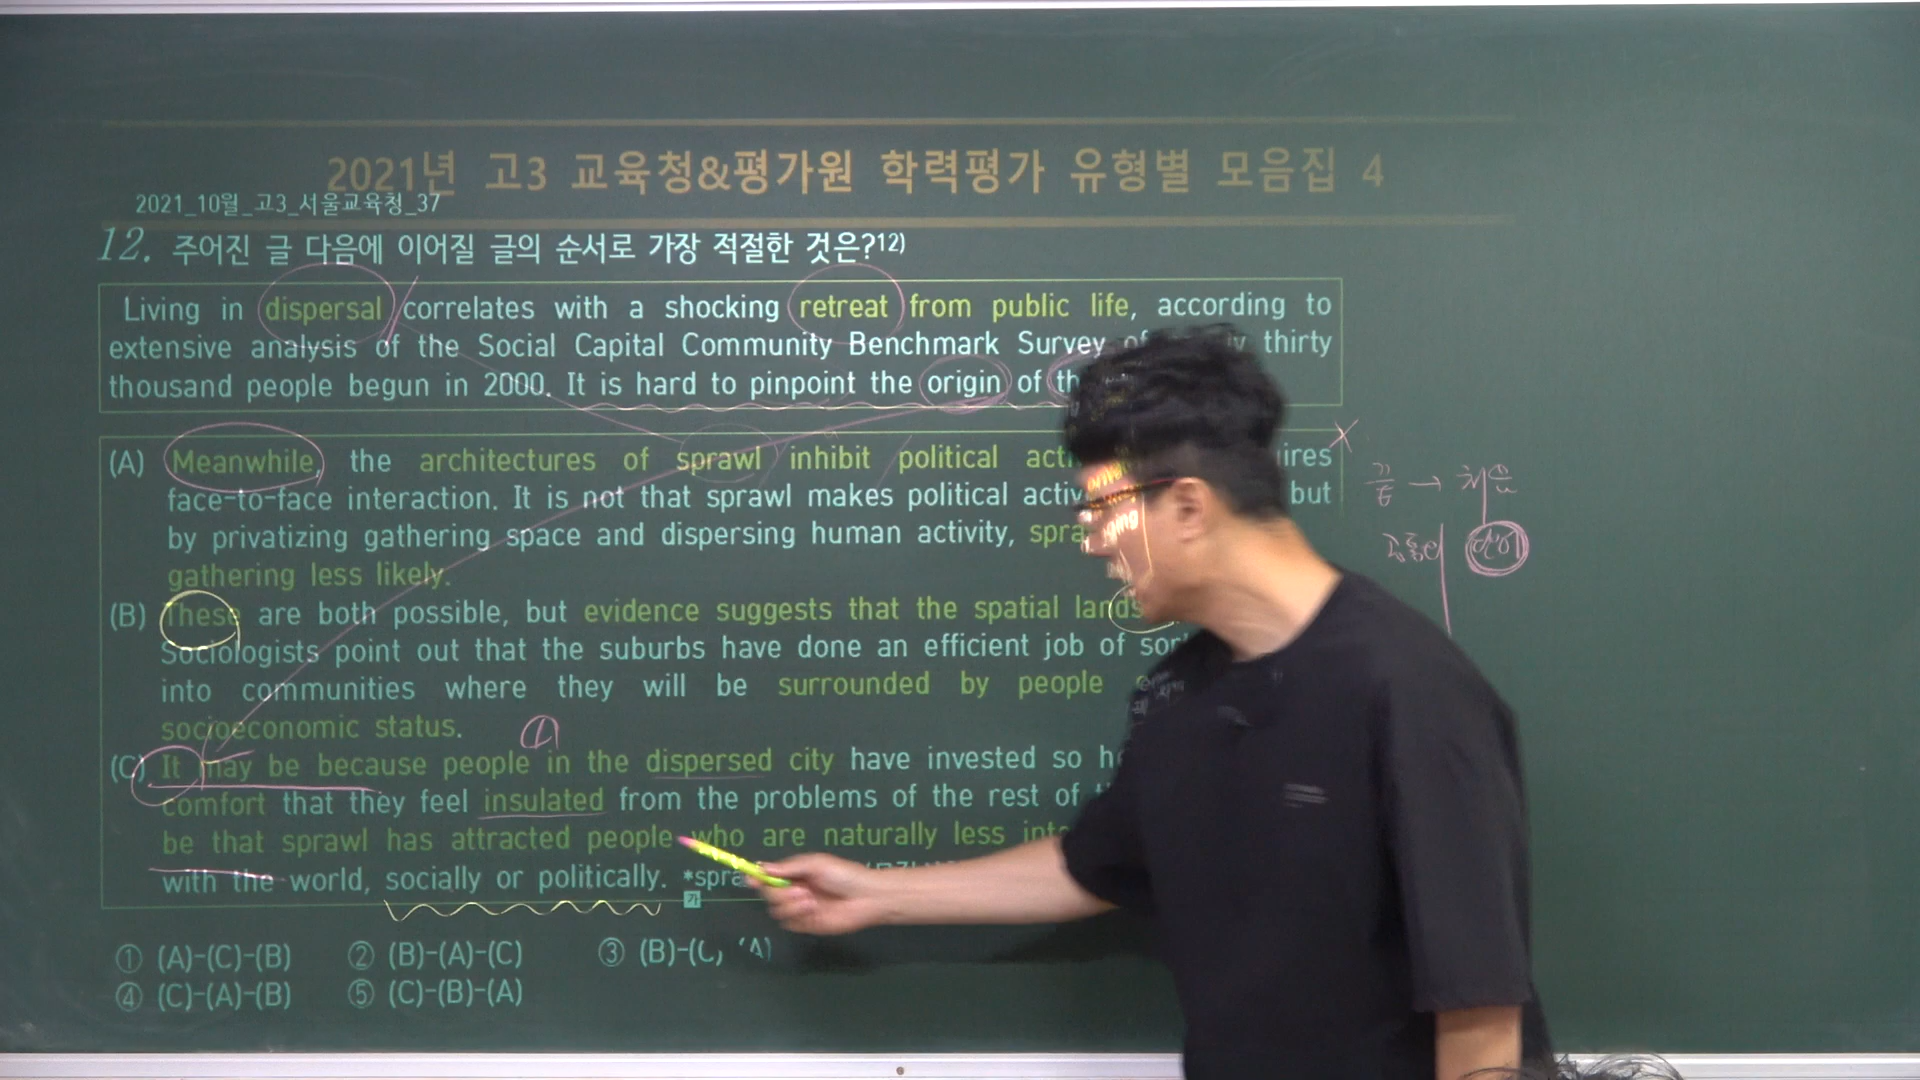 2021년 고3 교육청&평가원 학력평가 유형별 모음집 4
2021_10월_고3_서울교육청_37
12. 주어진 글 다음에 이어질 글의 순서로 가장 적절한 것은?12)
Living in dispersal correlates with a shocking retreat from public life, according to
extensive analysis of the Social Capital Community Benchmark Survey of thirty
thousand people begun in 2000. It is hard to pinpoint the origin of
(A) Meanwhile, the architectures of sprawl inhibit political
face-to-face interaction. It is not that sprawl makes political but
by privatizing gathering space and dispersing human activity,
gathering less likely.
(B) These are both possible, but evidence suggests that the spatial
Sociologists point out that the suburbs have done an efficient job of
into communities where they will be surrounded by people
socioeconomic status.
(C) It may be because people in the dispersed city have invested so
comfort that they feel insulated from the problems of the rest of
be that sprawl has attracted people who are naturally less
with the world, socially or politically.
① (A)-(C)-(B) ② (B)-(A)-(C) ③ (B)-(C)-(A)
④ (C)-(A)-(B) ⑤ (C)-(B)-(A)